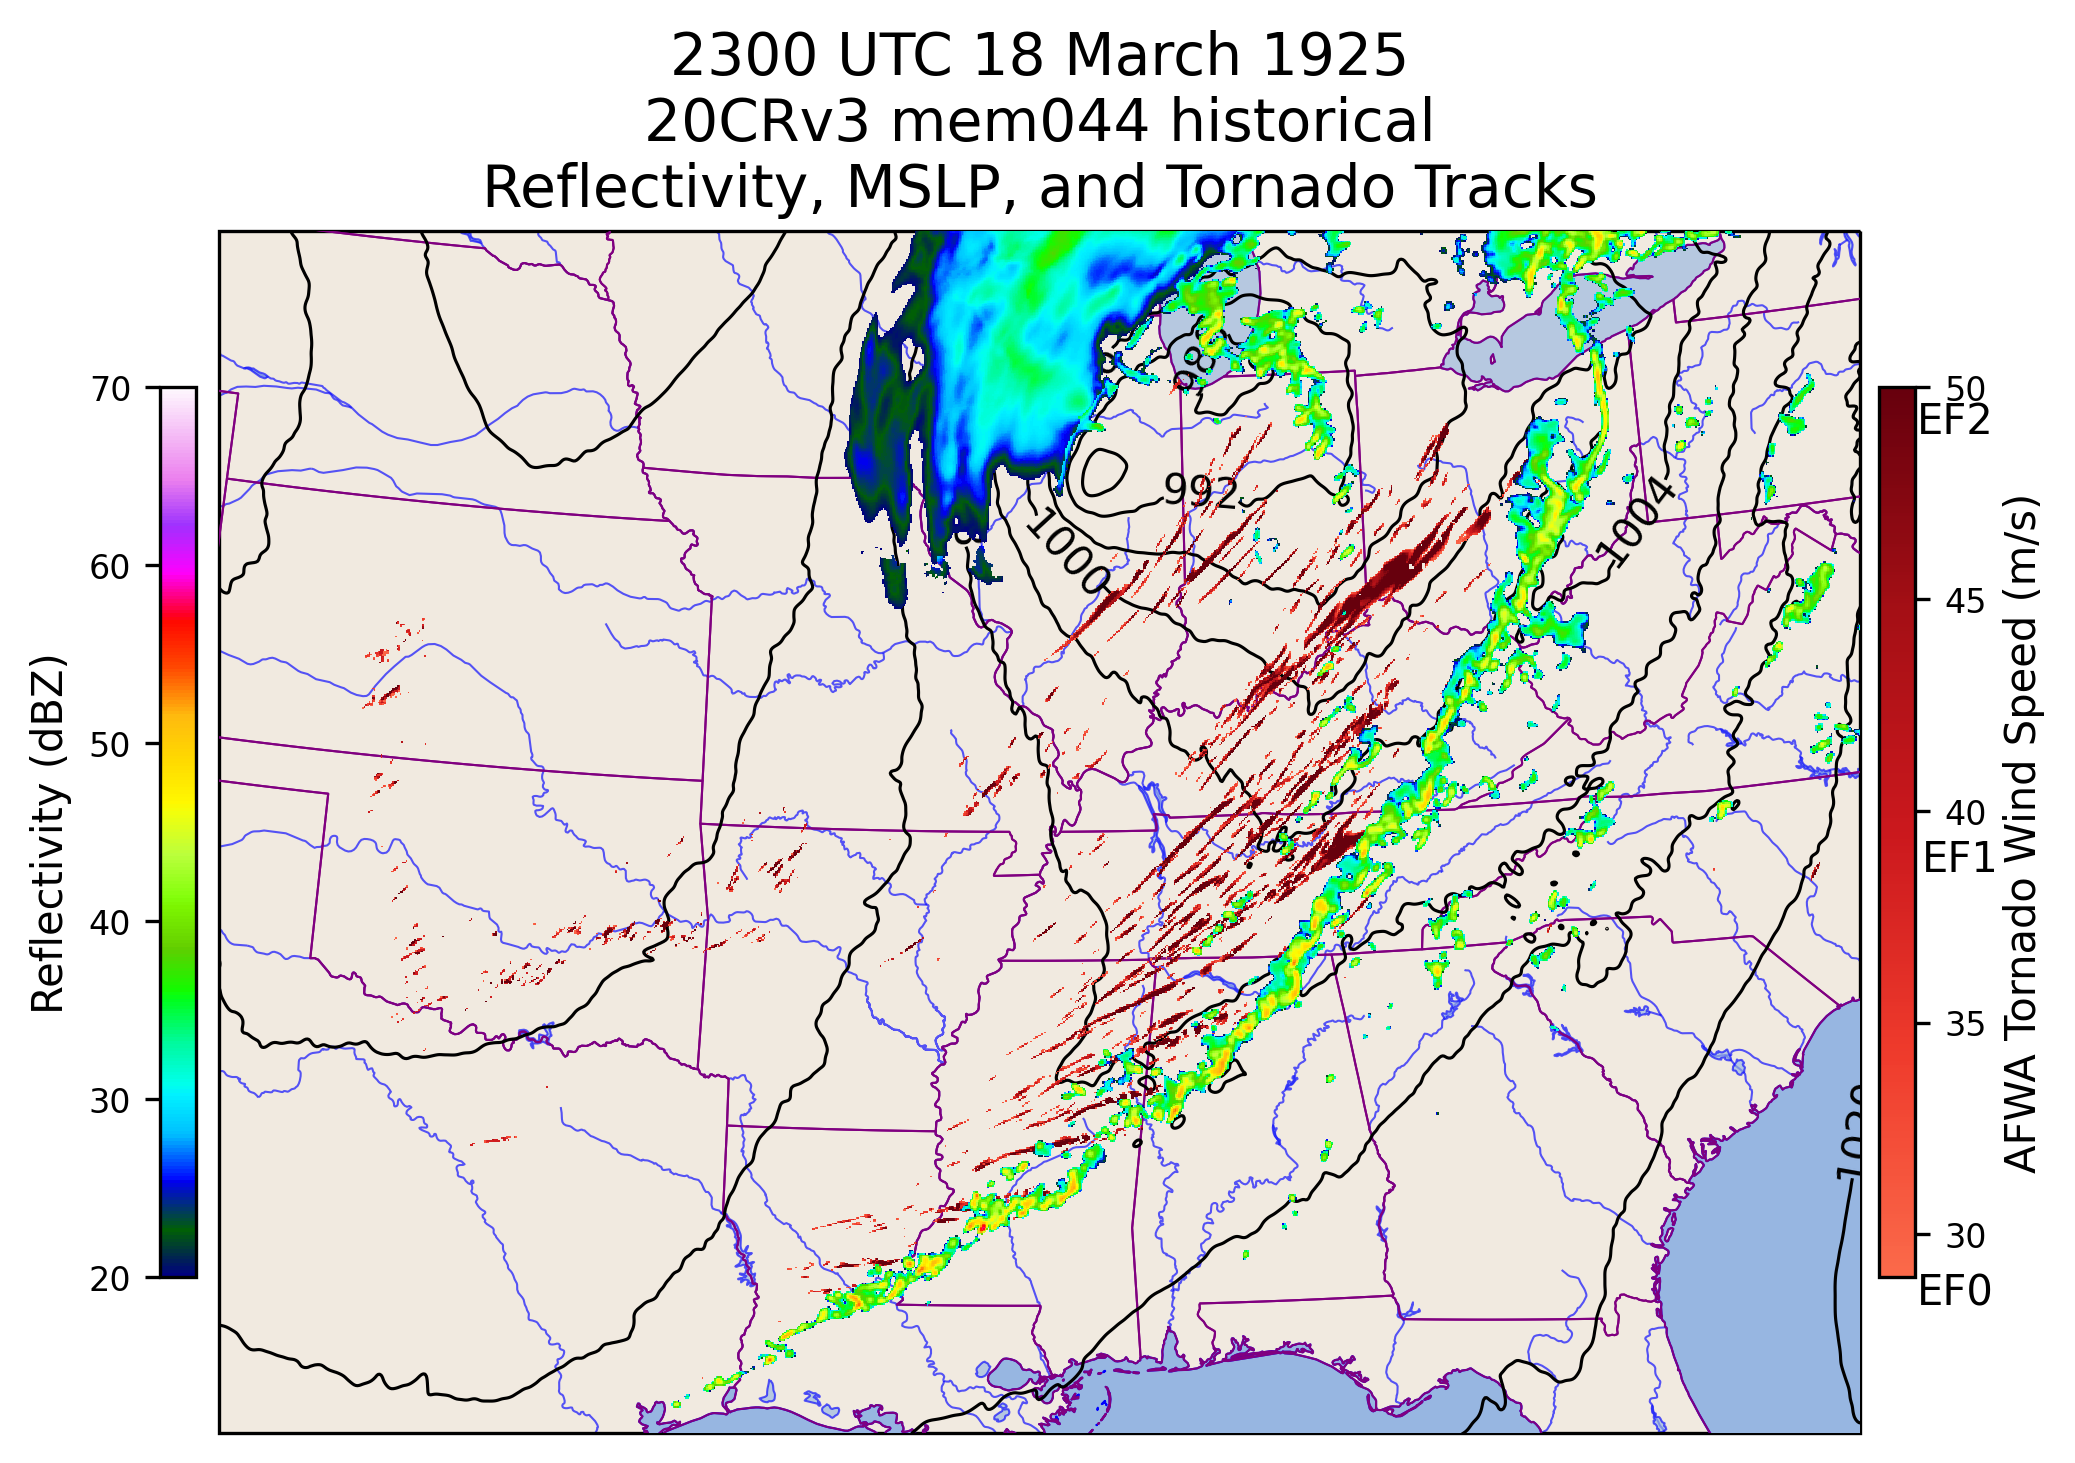 2300 UTC 18 March 1925
20CRv3 mem044 historical
Reflectivity, MSLP, and Tornado Tracks
Reflectivity (dBZ)
70
60
50
40
30
20
992
1000
1004
1020
50
EF2
45
40
EF1
35
30
EF0
AFWA Tornado Wind Speed (m/s)